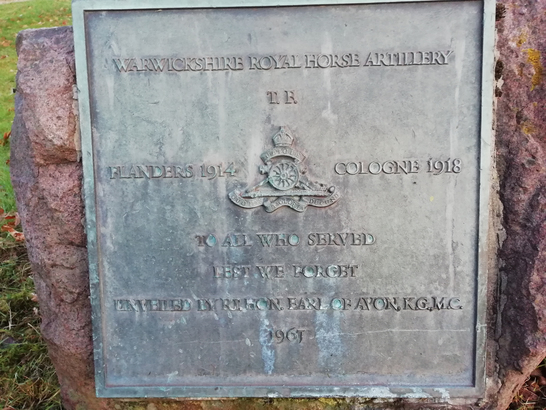 WARWICKSHIRE ROYAL HORSE ARTILLERY
T. F.
FLANDERS 1914 COLOGNE 1918
TO ALL WHO SERVED
LEST WE FORGET
UNVEILED BY RT. HON. EARL OF AVON, K.G., M.C.